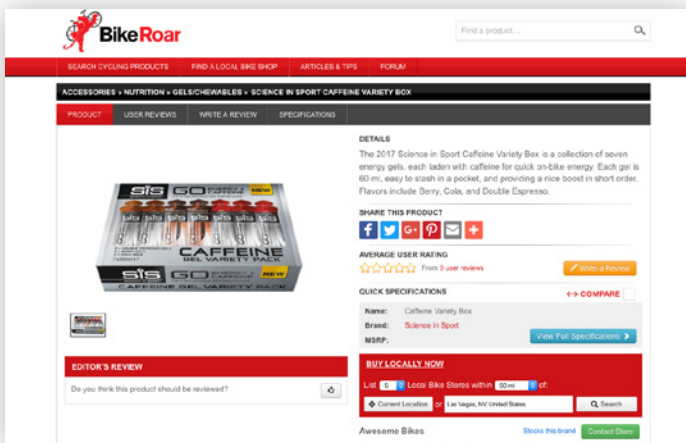 BikeRoar
Find a product...
SEARCH CYCLING PRODUCTS FIND A LOCAL BIKE SHOP ARTICLES & TIPS FORUM
ACCESSORIES » NUTRITION » GELS/CHEWABLES » SCIENCE IN SPORT CAFFEINE VARIETY BOX
PRODUCT USER REVIEWS WRITE A REVIEW SPECIFICATIONS
DETAILS
The 2017 Science in Sport Caffeine Variety Box is a collection of seven
energy gels, each laden with caffeine for quick on-bike energy. Each gel is
60 ml, easy to stash in a pocket, and providing a nice boost in short order.
Flavors include Berry, Cola, and Double Espresso.
SiS GO NEW
CAFFEINE
GEL VARIETY PACK
SiS GO NEW
CAFFEINE GEL VARIETY PACK
SHARE THIS PRODUCT
AVERAGE USER RATING
From 0 user reviews
Write a Review
QUICK SPECIFICATIONS
COMPARE
Name: Caffeine Variety Box
Brand: Science in Sport
MSRP:
View Full Specifications
EDITOR'S REVIEW
Do you think this product should be reviewed?
BUY LOCALLY NOW
List 5 Local Bike Stores within 50 mi of:
Current Location or Las Vegas, NV, United States Search
Awesome Bikes Stocks this brand Contact Store